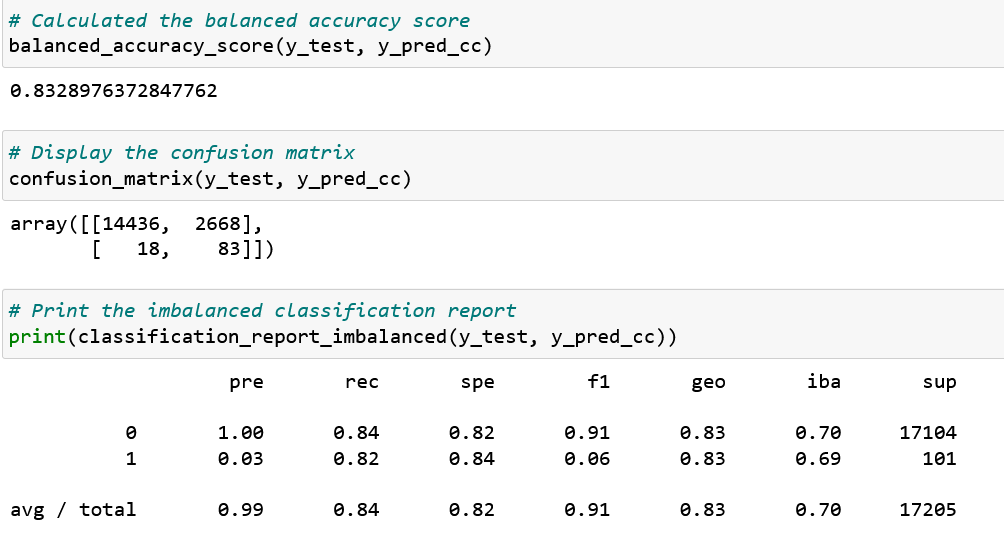 # Calculated the balanced accuracy score
balanced_accuracy_score(y_test, y_pred_cc)
0.8328976372847762
# Display the confusion matrix
confusion_matrix(y_test, y_pred_cc)
array([[14436,  2668],
       [   18,    83]])
# Print the imbalanced classification report
print(classification_report_imbalanced(y_test, y_pred_cc))
                   pre       rec       spe        f1       geo       iba       sup
          0       1.00      0.84      0.82      0.91      0.83      0.70     17104
          1       0.03      0.82      0.84      0.06      0.83      0.69       101
avg / total       0.99      0.84      0.82      0.91      0.83      0.70     17205